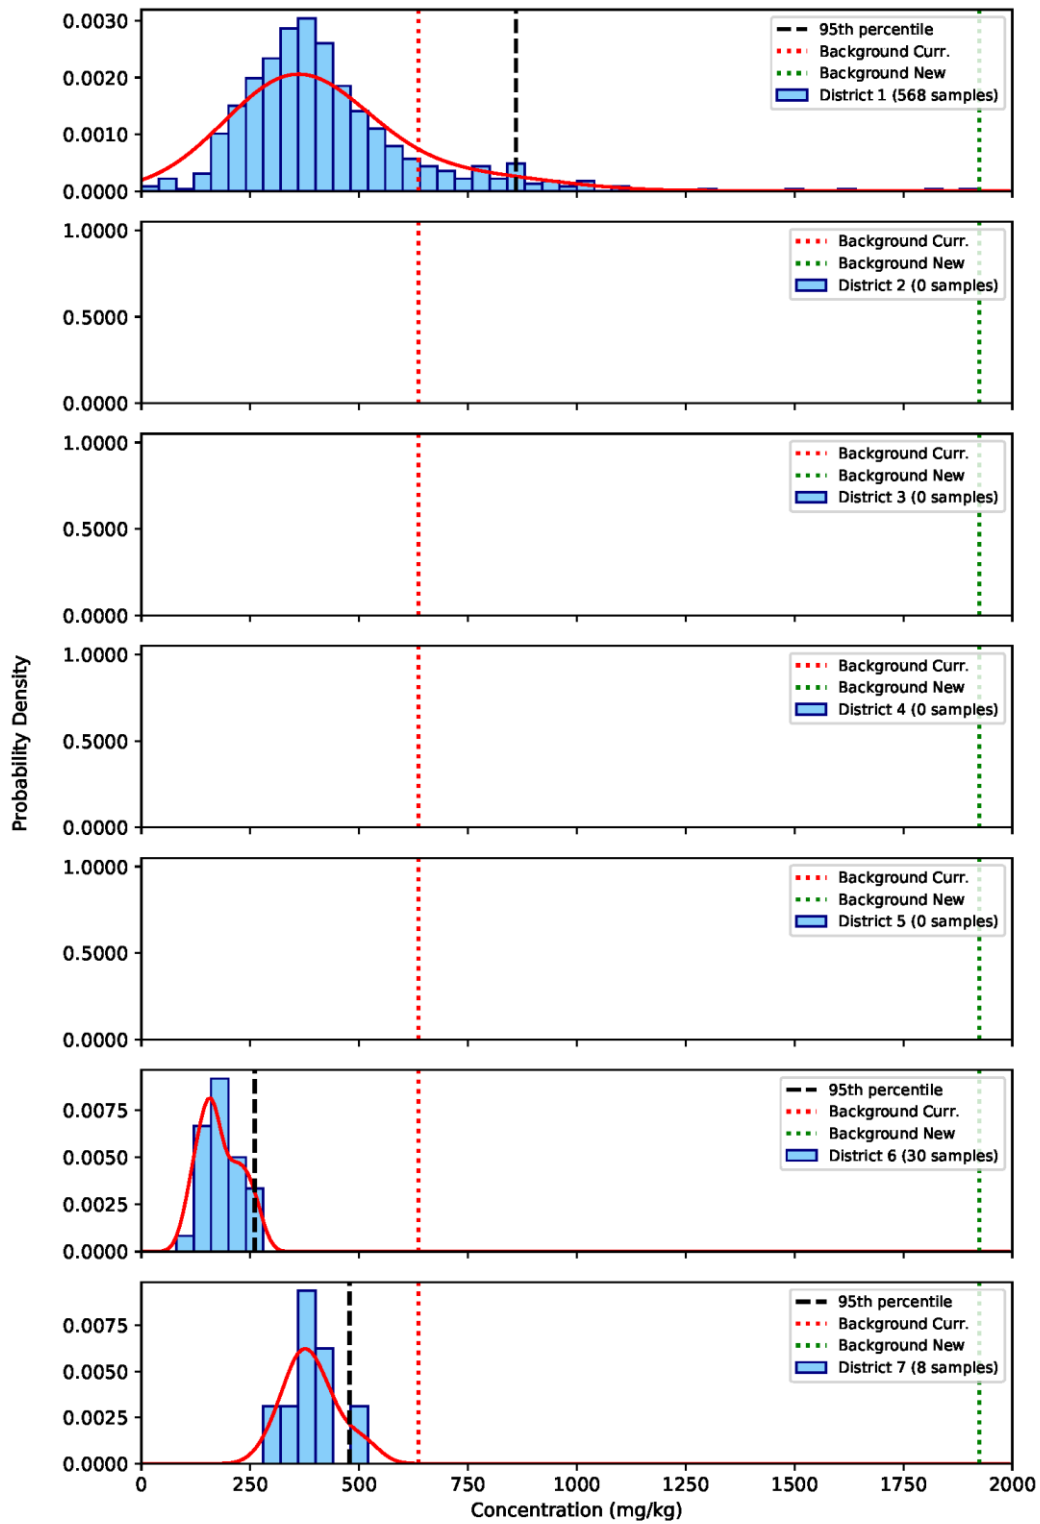 0.0030
0.0020
0.0010
0.0000
95th percentile
Background Curr.
Background New
District 1 (568 samples)
1.0000
0.5000
0.0000
Background Curr.
Background New
District 2 (0 samples)
1.0000
0.5000
0.0000
Background Curr.
Background New
District 3 (0 samples)
Probability Density
1.0000
0.5000
0.0000
Background Curr.
Background New
District 4 (0 samples)
1.0000
0.5000
0.0000
Background Curr.
Background New
District 5 (0 samples)
0.0075
0.0050
0.0025
0.0000
95th percentile
Background Curr.
Background New
District 6 (30 samples)
0.0075
0.0050
0.0025
0.0000
95th percentile
Background Curr.
Background New
District 7 (8 samples)
0 250 500 750 1000 1250 1500 1750 2000
Concentration (mg/kg)